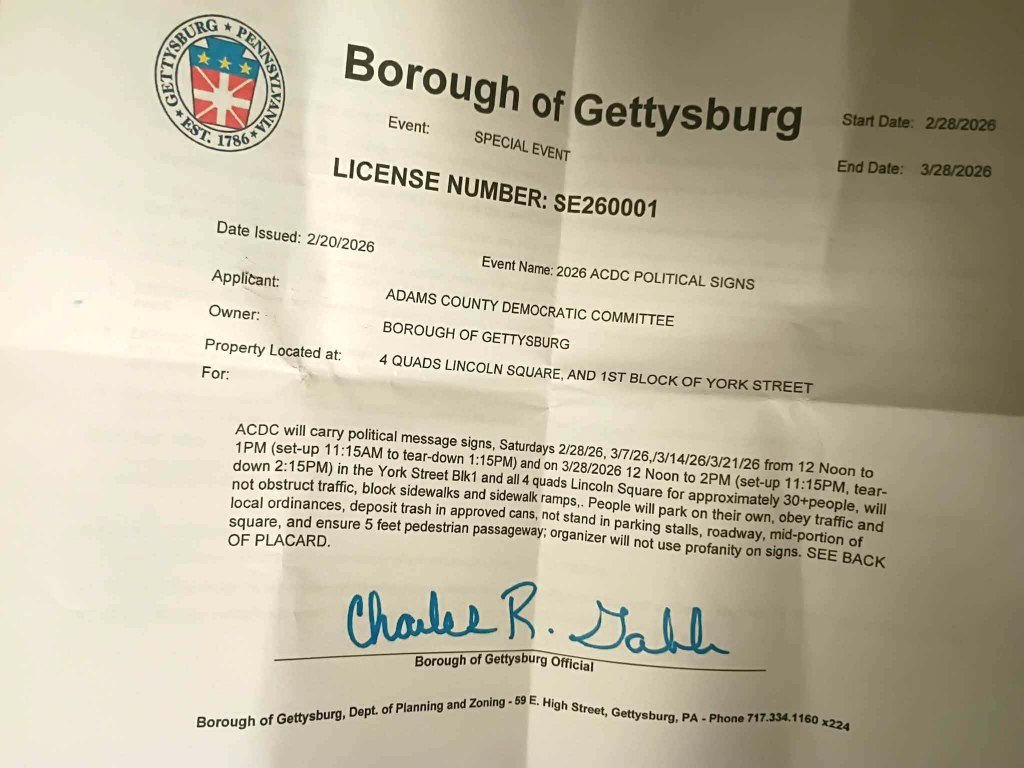 GETTYSBURG ★ PENNSYLVANIA ★ EST. 1786 ★
Borough of Gettysburg
Start Date: 2/28/2026
Event: SPECIAL EVENT
End Date: 3/28/2026
LICENSE NUMBER: SE260001
Date Issued: 2/20/2026
Event Name: 2026 ACDC POLITICAL SIGNS
Applicant: ADAMS COUNTY DEMOCRATIC COMMITTEE
Owner: BOROUGH OF GETTYSBURG
Property Located at: 4 QUADS LINCOLN SQUARE, AND 1ST BLOCK OF YORK STREET
For:
ACDC will carry political message signs, Saturdays 2/28/26, 3/7/26,/3/14/26/3/21/26 from 12 Noon to
1PM (set-up 11:15AM to tear-down 1:15PM) and on 3/28/2026 12 Noon to 2PM (set-up 11:15PM, tear-
down 2:15PM) in the York Street Blk1 and all 4 quads Lincoln Square for approximately 30+people, will
not obstruct traffic, block sidewalks and sidewalk ramps,. People will park on their own, obey traffic and
local ordinances, deposit trash in approved cans, not stand in parking stalls, roadway, mid-portion of
square, and ensure 5 feet pedestrian passageway; organizer will not use profanity on signs. SEE BACK
OF PLACARD.
Charles R. Gable
Borough of Gettysburg Official
Borough of Gettysburg, Dept. of Planning and Zoning - 59 E. High Street, Gettysburg, PA - Phone 717.334.1160 x224